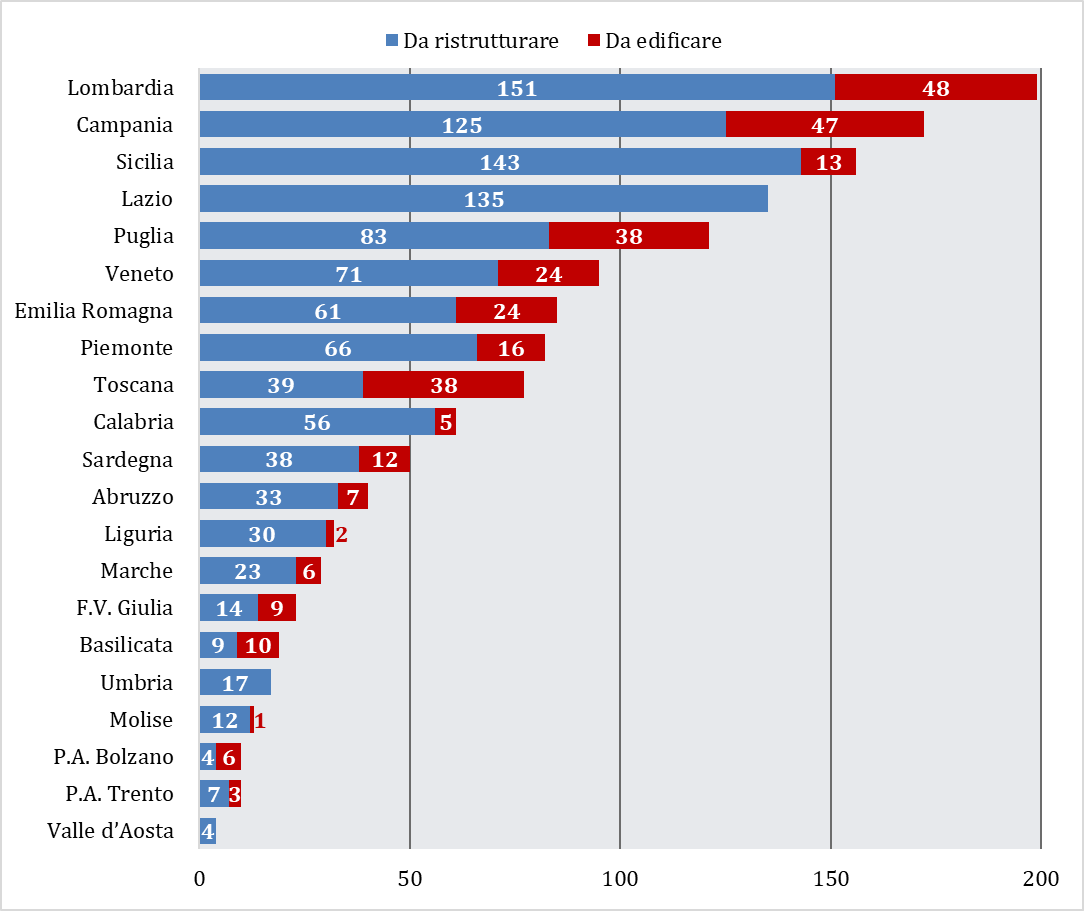 Da ristrutturare Da edificare
Lombardia 151 48
Campania 125 47
Sicilia 143 13
Lazio 135
Puglia 83 38
Veneto 71 24
Emilia Romagna 61 24
Piemonte 66 16
Toscana 39 38
Calabria 56 5
Sardegna 38 12
Abruzzo 33 7
Liguria 30 2
Marche 23 6
F.V. Giulia 14 9
Basilicata 9 10
Umbria 17
Molise 12 1
P.A. Bolzano 4 6
P.A. Trento 7 3
Valle d’Aosta 4
0 50 100 150 200